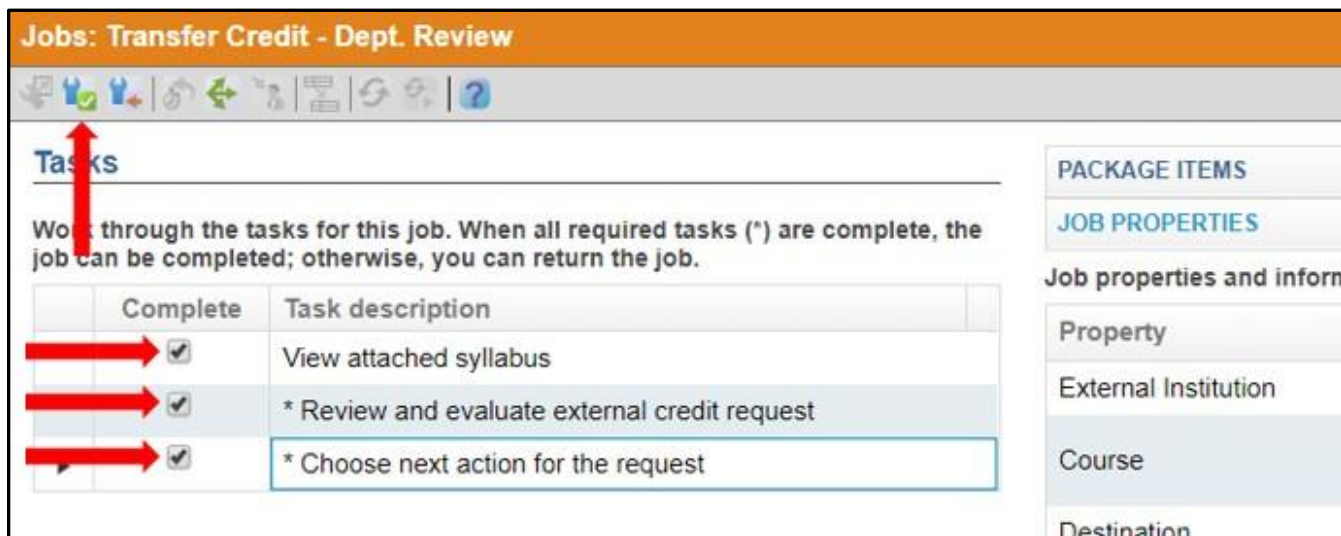 Jobs: Transfer Credit - Dept. Review
?
Tasks
Work through the tasks for this job. When all required tasks (*) are complete, the
job can be completed; otherwise, you can return the job.
Complete Task description
View attached syllabus
* Review and evaluate external credit request
* Choose next action for the request
PACKAGE ITEMS
JOB PROPERTIES
Job properties and inform
Property
External Institution
Course
Destination